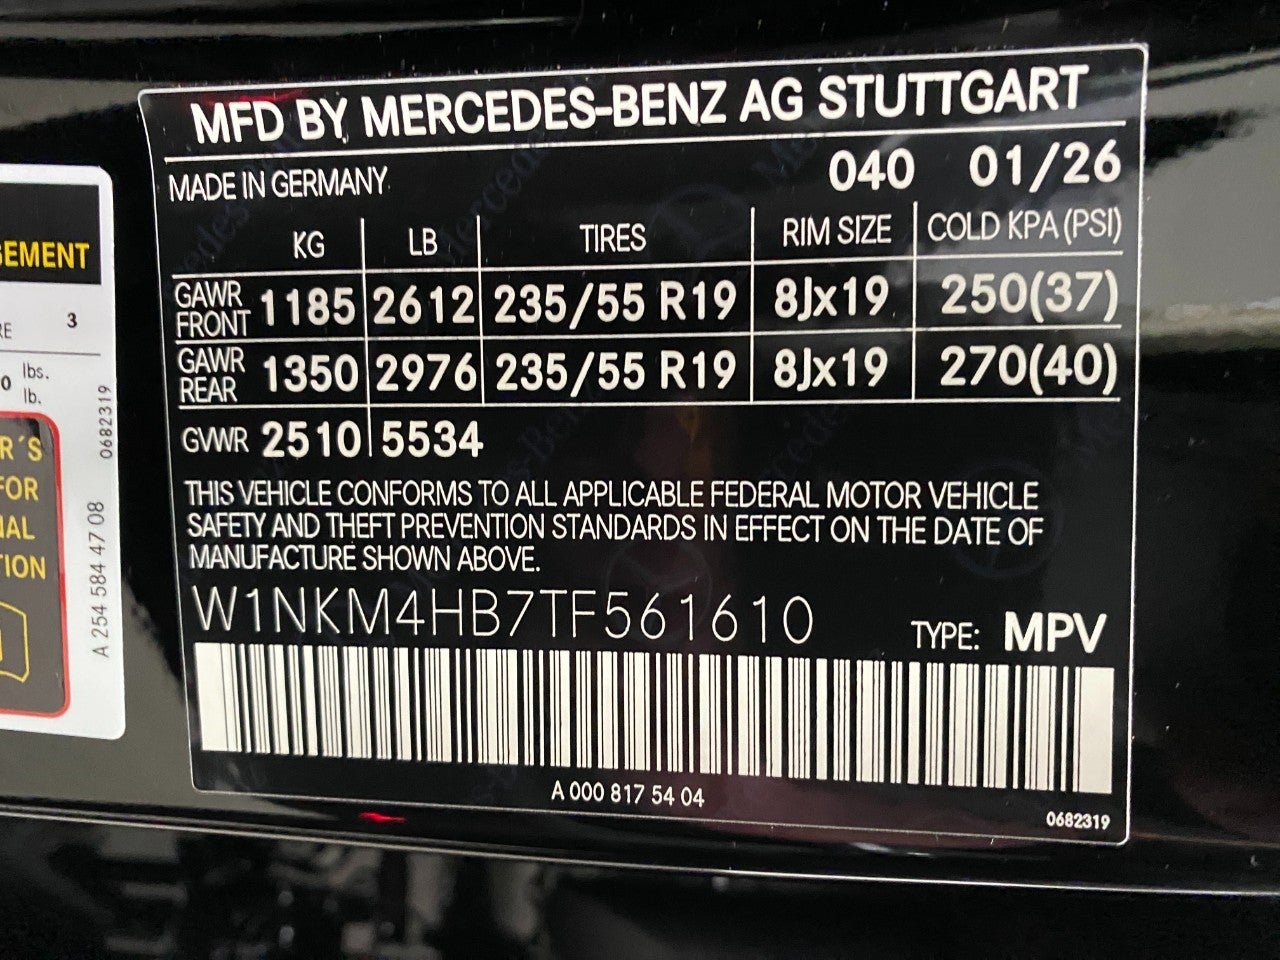 MFD BY MERCEDES-BENZ AG STUTTGART
MADE IN GERMANY 040 01/26
KG LB TIRES RIM SIZE COLD KPA (PSI)
GAWR FRONT 1185 2612 235/55 R19 8Jx19 250(37)
GAWR REAR 1350 2976 235/55 R19 8Jx19 270(40)
GVWR 2510 5534
THIS VEHICLE CONFORMS TO ALL APPLICABLE FEDERAL MOTOR VEHICLE
SAFETY AND THEFT PREVENTION STANDARDS IN EFFECT ON THE DATE OF
MANUFACTURE SHOWN ABOVE.
W1NKM4HB7TF561610 TYPE: MPV
A 000 817 54 04
0682319
3
lbs.
lb.
0682319
A 254 584 47 08
FOR